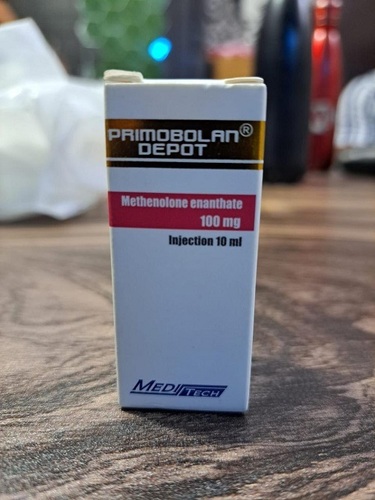 PRIMOBOLAN®
DEPOT
Methenolone enanthate
100 mg
Injection 10 ml
MEDITECH